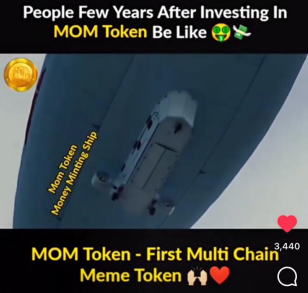 People Few Years After Investing In
MOM Token Be Like 🤑💸
Mom Token
Money Minting Ship
MOM Token - First Multi Chain
Meme Token 🙌🏻❤️
3,440